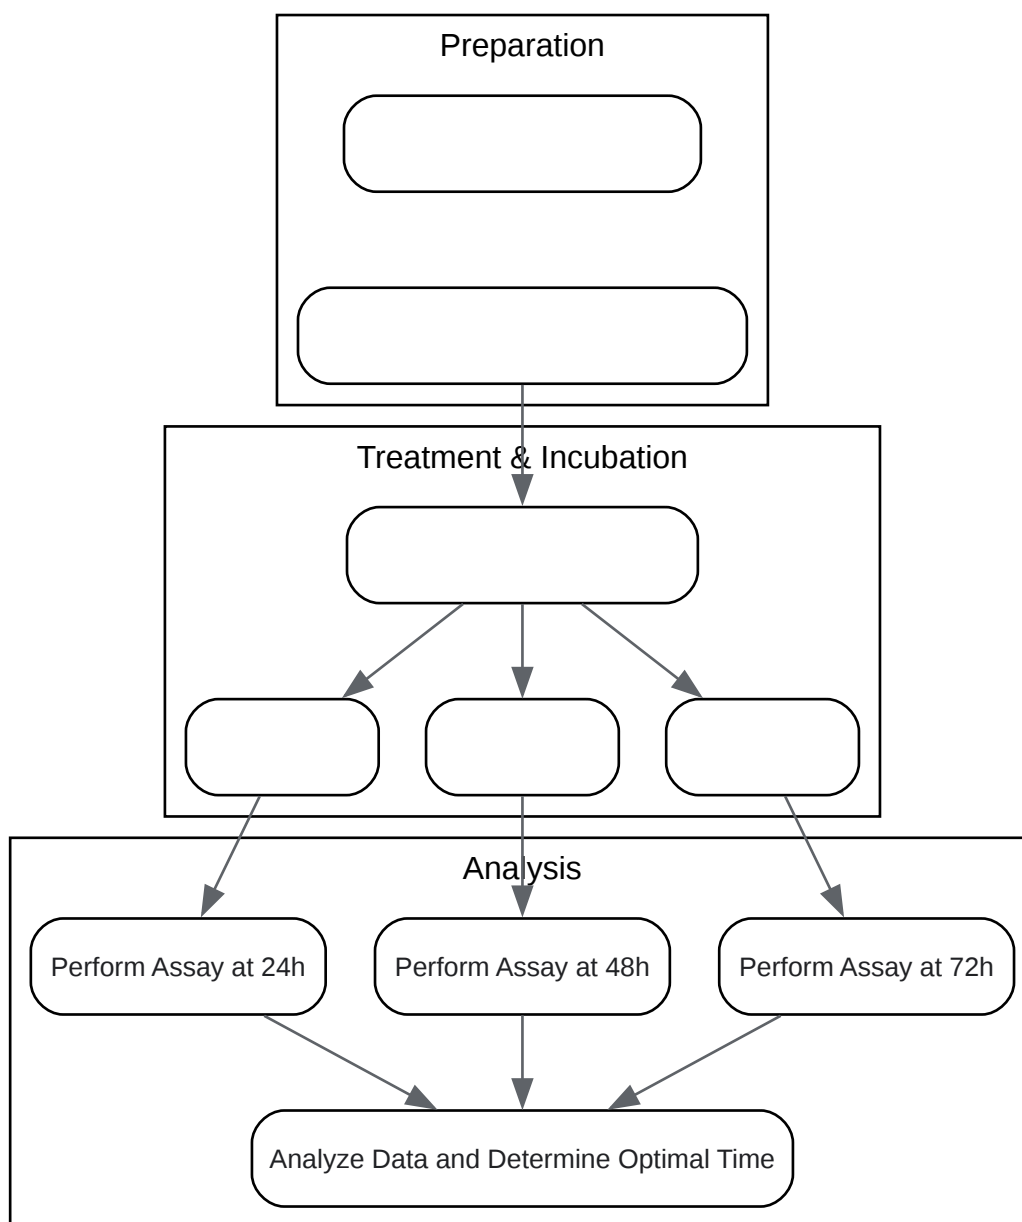 Preparation
Treatment & Incubation
Analysis
Perform Assay at 24h
Perform Assay at 48h
Perform Assay at 72h
Analyze Data and Determine Optimal Time